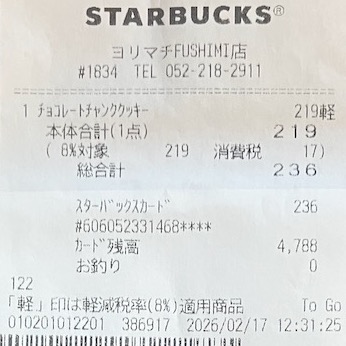 STARBUCKS®
ヨリマチFUSHIMI店
#1834 TEL 052-218-2911
1 チョコレートチャンククッキー 219軽
本体合計(1点) 219
( 8%対象 219 消費税 17)
総合計 236
スターバックスカード 236
#606052331468****
カード残高 4,788
お釣り 0
122
「軽」印は軽減税率(8%)適用商品 To Go
010201012201 386917 2026/02/17 12:31:25